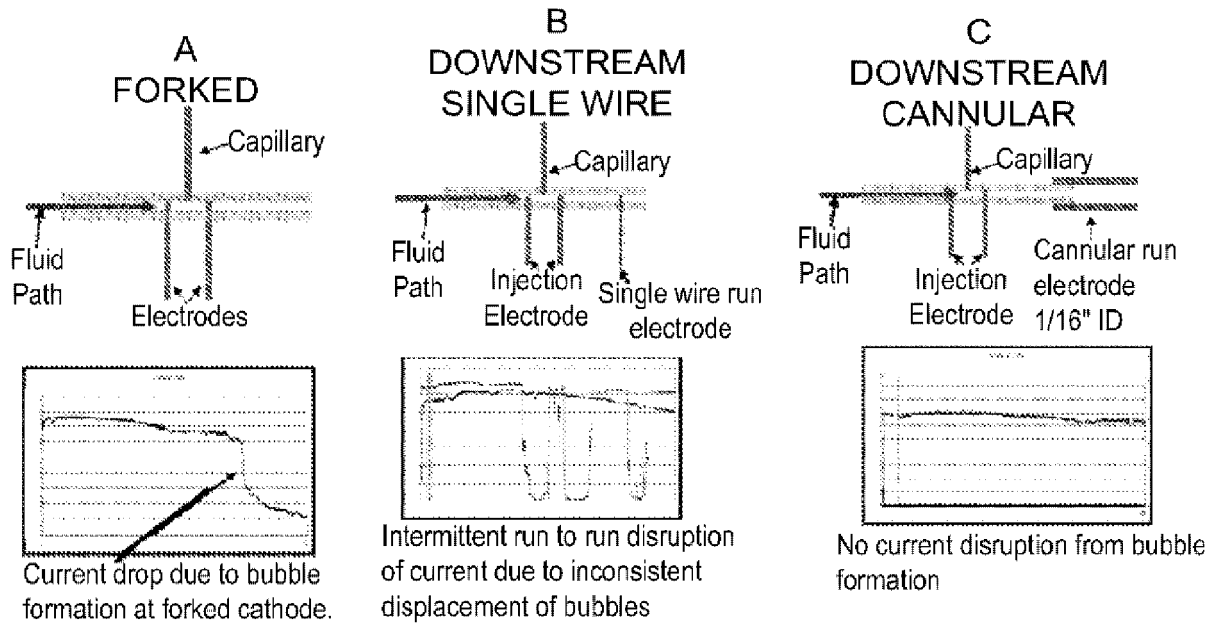 A
FORKED
Capillary
Fluid
Path
Electrodes
Current drop due to bubble
formation at forked cathode.
B
DOWNSTREAM
SINGLE WIRE
Capillary
Fluid
Path
Injection
Electrode
Single wire run
electrode
Intermittent run to run disruption
of current due to inconsistent
displacement of bubbles
C
DOWNSTREAM
CANNULAR
Capillary
Fluid
Path
Injection
Electrode
Cannular run
electrode
1/16" ID
No current disruption from bubble
formation